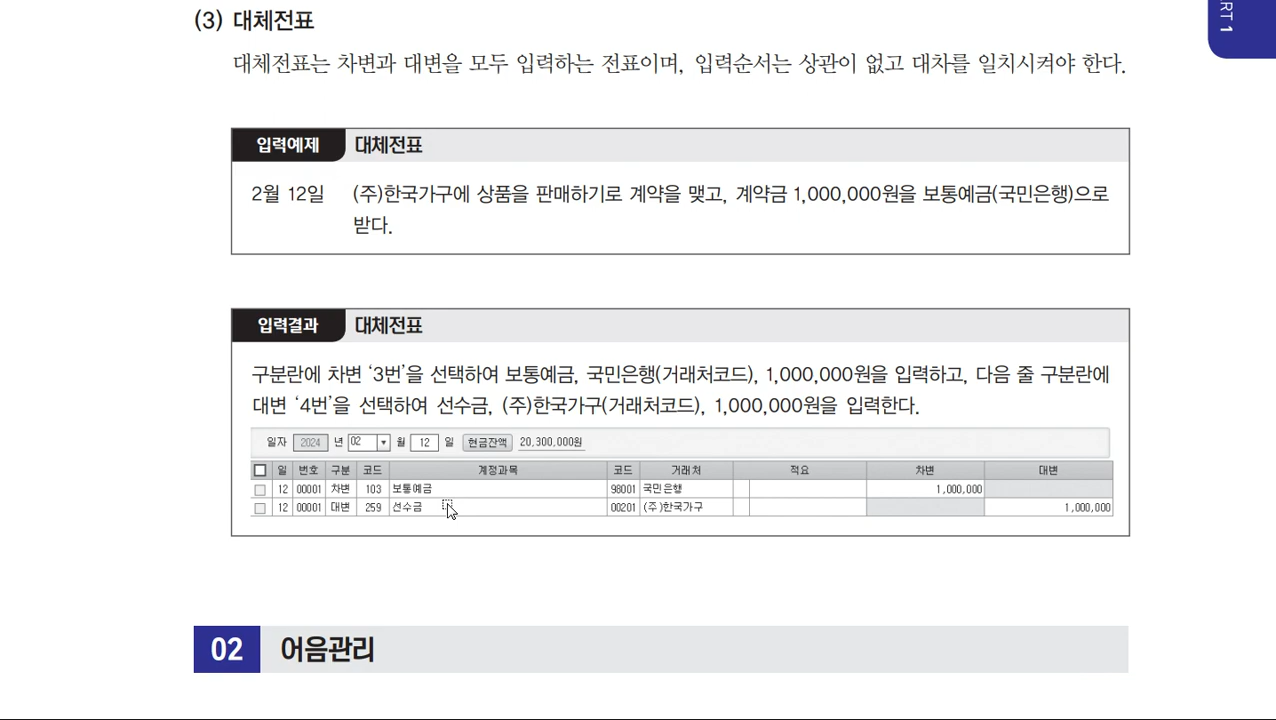 RT 1
(3) 대체전표
대체전표는 차변과 대변을 모두 입력하는 전표이며, 입력순서는 상관이 없고 대차를 일치시켜야 한다.
입력예제 대체전표
2월 12일 (주)한국가구에 상품을 판매하기로 계약을 맺고, 계약금 1,000,000원을 보통예금(국민은행)으로
받다.
입력결과 대체전표
구분란에 차변 ‘3번’을 선택하여 보통예금, 국민은행(거래처코드), 1,000,000원을 입력하고, 다음 줄 구분란에
대변 ‘4번’을 선택하여 선수금, (주)한국가구(거래처코드), 1,000,000원을 입력한다.
일자 2024 년 02 월 12 일 현금잔액 20,300,000원
일 번호 구분 코드 계정과목 코드 거래처 적요 차변 대변
12 00001 차변 103 보통예금 98001 국민은행 1,000,000
12 00001 대변 259 선수금 00201 (주)한국가구 1,000,000
02 어음관리